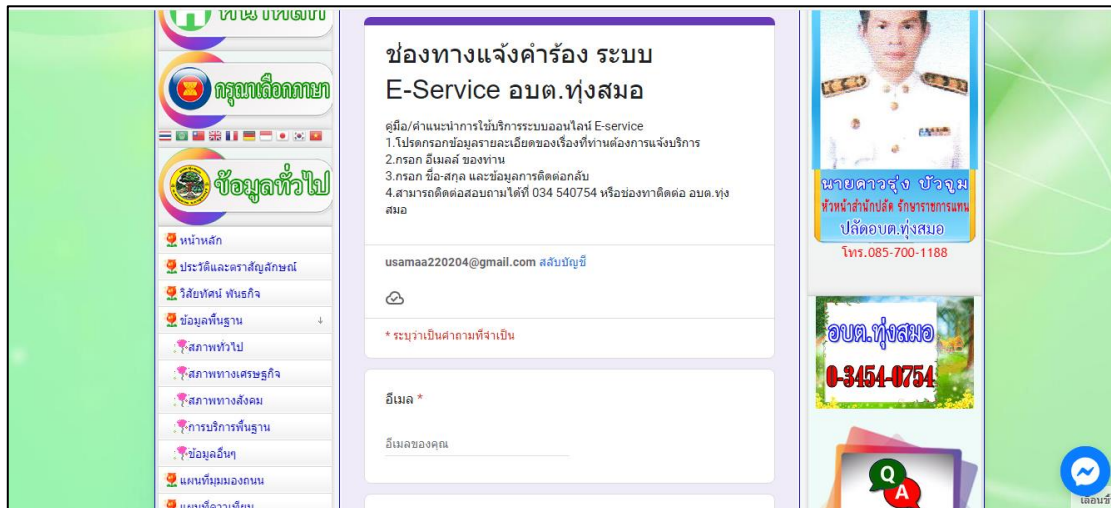 กรุณาเลือกภาษา
ข้อมูลทั่วไป
หน้าหลัก
ประวัติและตราสัญลักษณ์
วิสัยทัศน์ พันธกิจ
ข้อมูลพื้นฐาน
สภาพทั่วไป
สภาพทางเศรษฐกิจ
สภาพทางสังคม
การบริการพื้นฐาน
ข้อมูลอื่นๆ
แผนที่มุมมองถนน
แผนที่ดาวเทียม
ช่องทางแจ้งคำร้อง ระบบ
E-Service อบต.ทุ่งสมอ
คู่มือ/คำแนะนำการใช้บริการระบบออนไลน์ E-service
1.โปรดกรอกข้อมูลรายละเอียดของเรื่องที่ท่านต้องการแจ้งบริการ
2.กรอก อีเมลล์ ของท่าน
3.กรอก ชื่อ-สกุล และข้อมูลการติดต่อกลับ
4.สามารถติดต่อสอบถามได้ที่ 034 540754 หรือช่องทาติดต่อ อบต.ทุ่ง
สมอ
usamaa220204@gmail.com สลับบัญชี
* ระบุว่าเป็นคำถามที่จำเป็น
อีเมล *
อีเมลของคุณ
นายดาวรุ่ง บัวจูม
หัวหน้าสำนักปลัด รักษาราชการแทน
ปลัดอบต.ทุ่งสมอ
โทร.085-700-1188
อบต.ทุ่งสมอ
0-3454-0754
Q
A